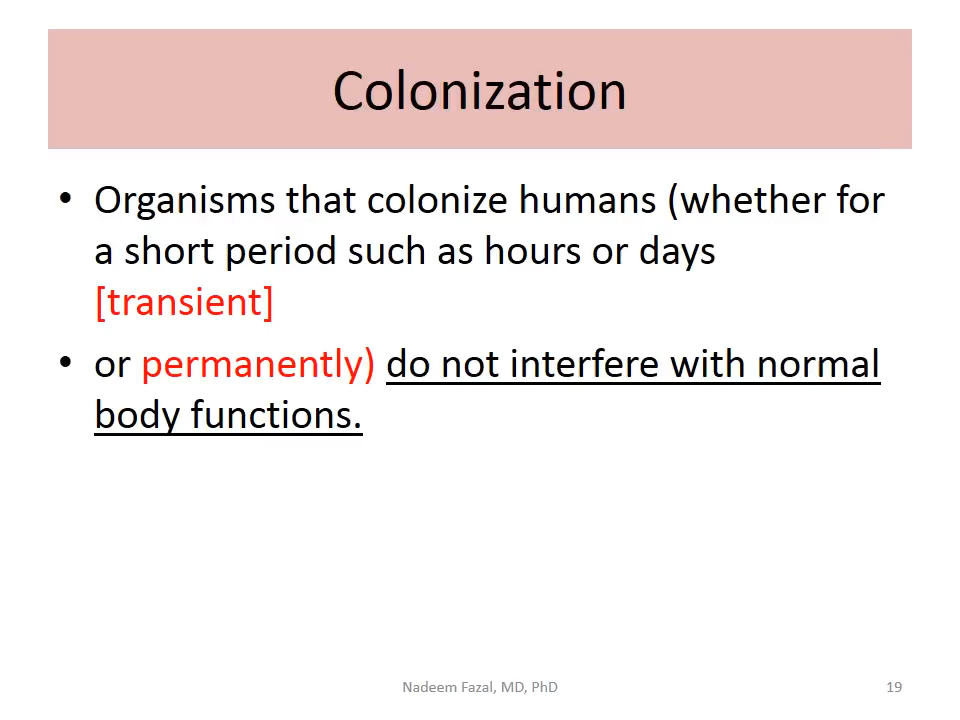 Colonization
• Organisms that colonize humans (whether for
a short period such as hours or days
[transient]
• or permanently) do not interfere with normal
body functions.
Nadeem Fazal, MD, PhD
19